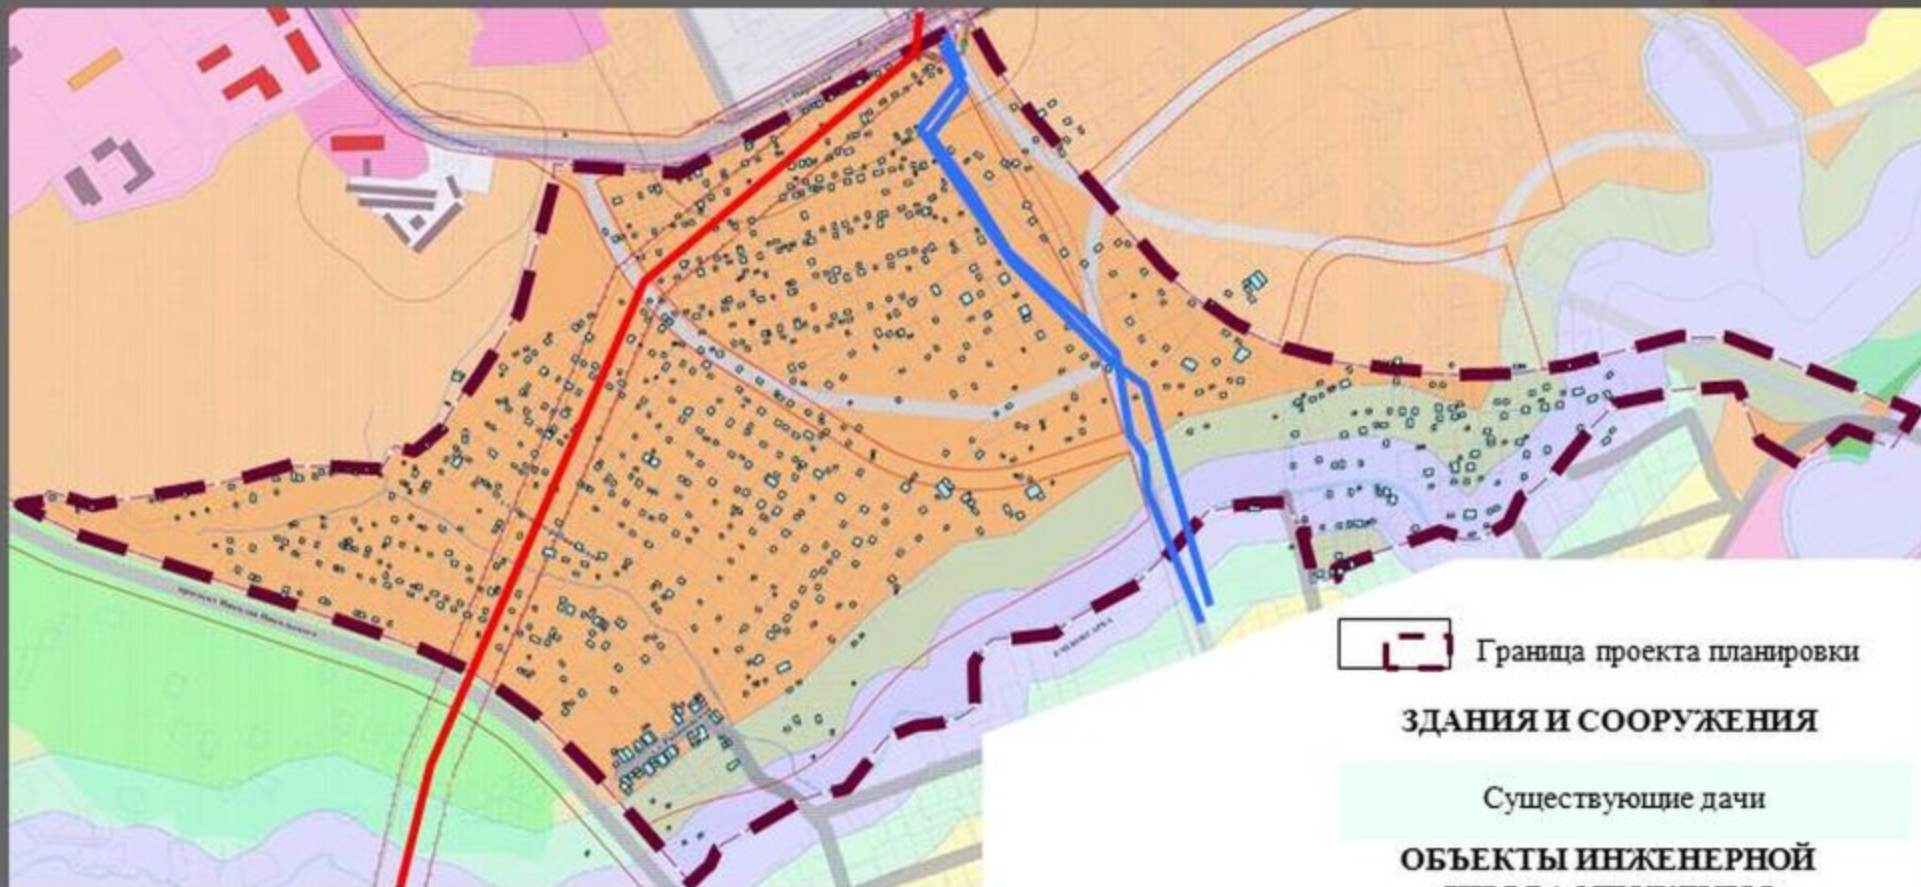 Граница проекта планировки
ЗДАНИЯ И СООРУЖЕНИЯ
Существующие дачи
ОБЪЕКТЫ ИНЖЕНЕРНОЙ